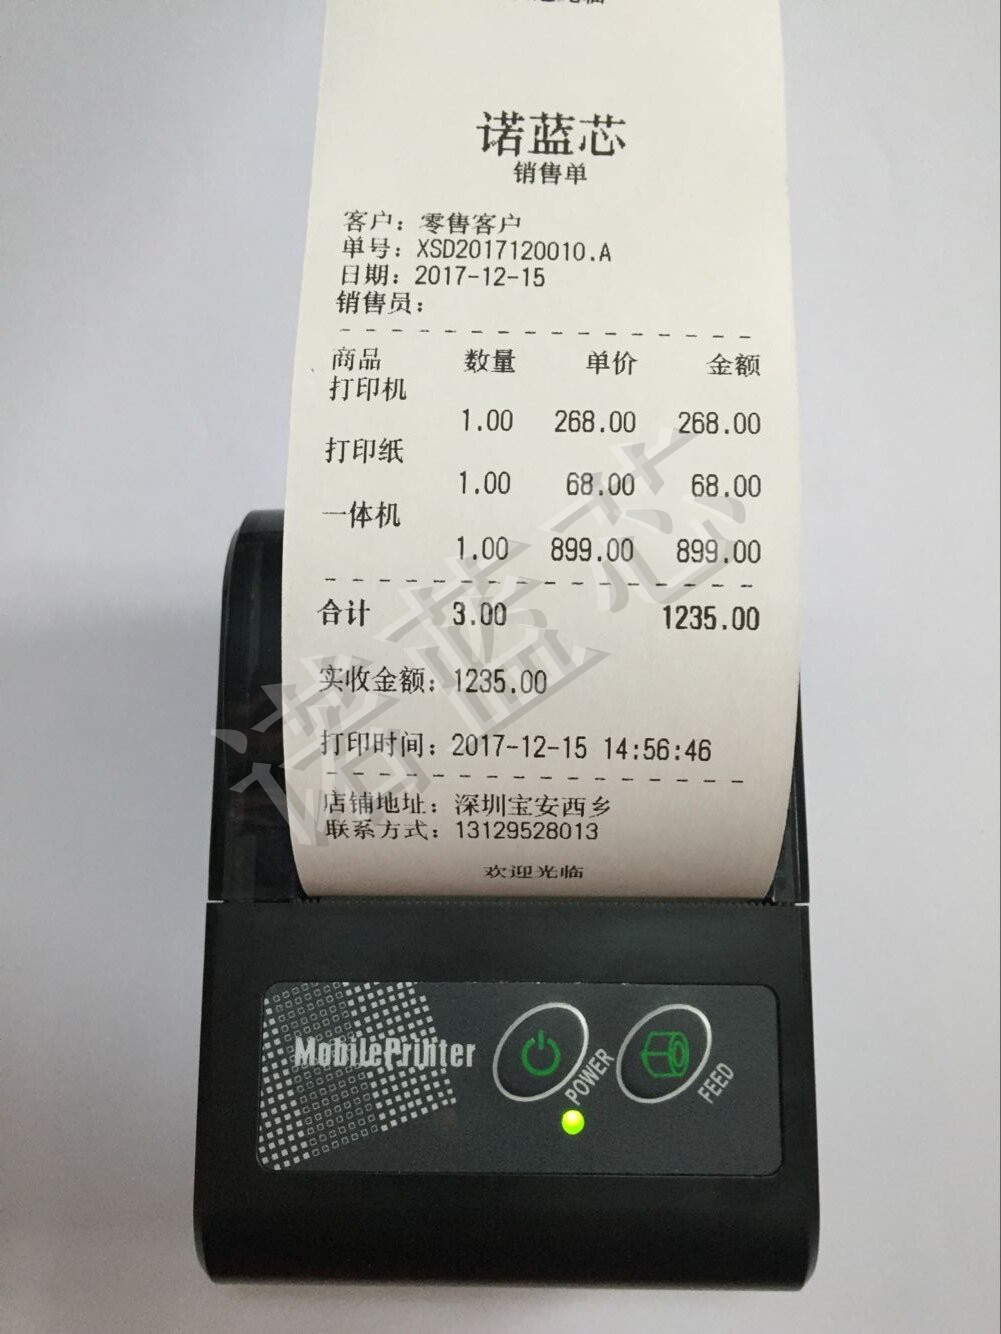 诺蓝芯
销售单
客户：零售客户
单号：XSD2017120010.A
日期：2017-12-15
销售员：
商品 数量 单价 金额
打印机
1.00 268.00 268.00
打印纸
1.00 68.00 68.00
一体机
1.00 899.00 899.00
合计 3.00 1235.00
实收金额：1235.00
打印时间：2017-12-15 14:56:46
店铺地址：深圳宝安西乡
联系方式：13129528013
欢迎光临
诺蓝芯
MobilePrinter
POWER
FEED